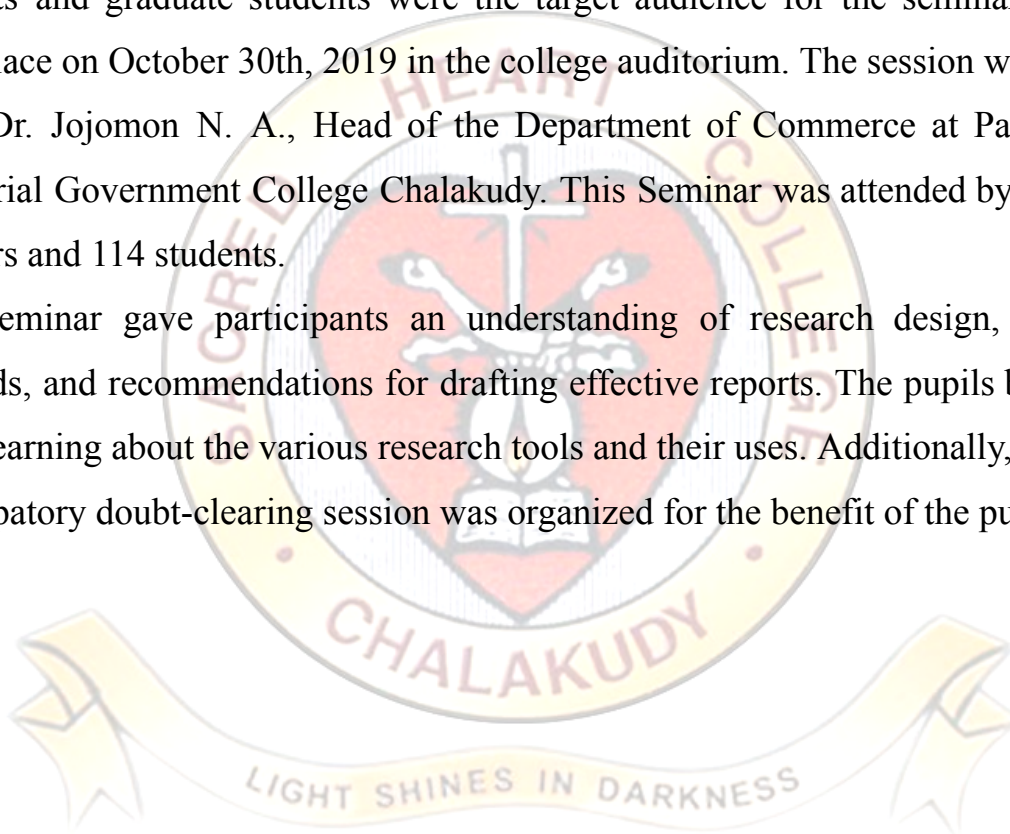 ts and graduate students were the target audience for the seminar
lace on October 30th, 2019 in the college auditorium. The session w
Dr. Jojomon N. A., Head of the Department of Commerce at Pa
rial Government College Chalakudy. This Seminar was attended by
rs and 114 students.
eminar gave participants an understanding of research design,
ds, and recommendations for drafting effective reports. The pupils b
earning about the various research tools and their uses. Additionally,
patory doubt-clearing session was organized for the benefit of the pu
SACRED HEART COLLEGE
CHALAKUDY
LIGHT SHINES IN DARKNESS